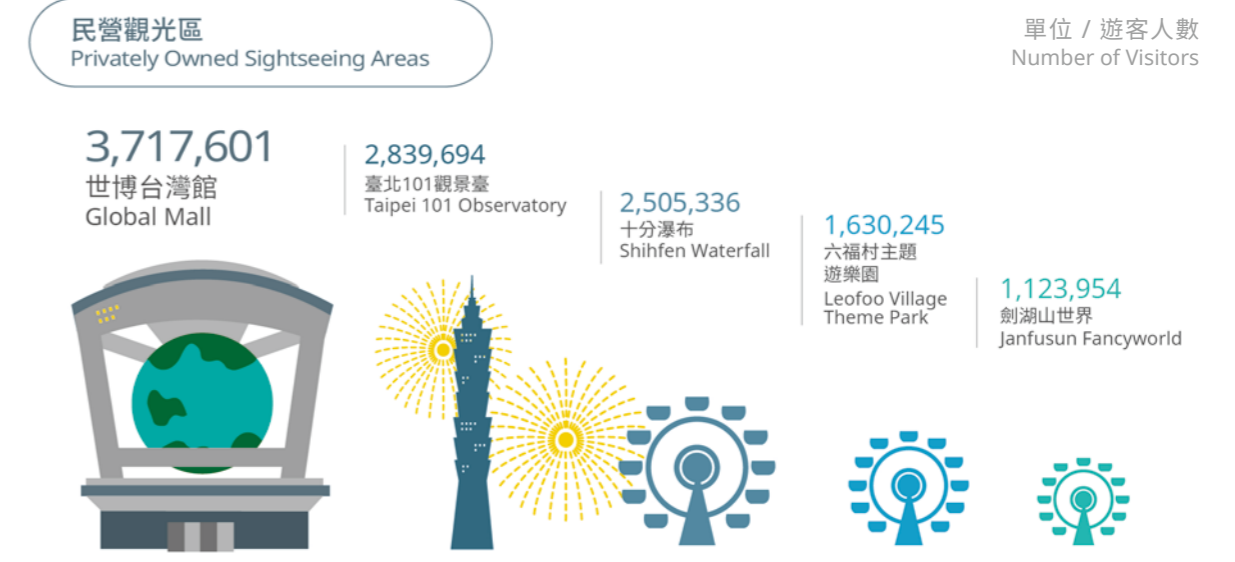 民營觀光區
Privately Owned Sightseeing Areas
單位 / 遊客人數
Number of Visitors
3,717,601
世博台灣館
Global Mall
2,839,694
臺北101觀景臺
Taipei 101 Observatory
2,505,336
十分瀑布
Shihfen Waterfall
1,630,245
六福村主題
遊樂園
Leofoo Village
Theme Park
1,123,954
劍湖山世界
Janfusun Fancyworld